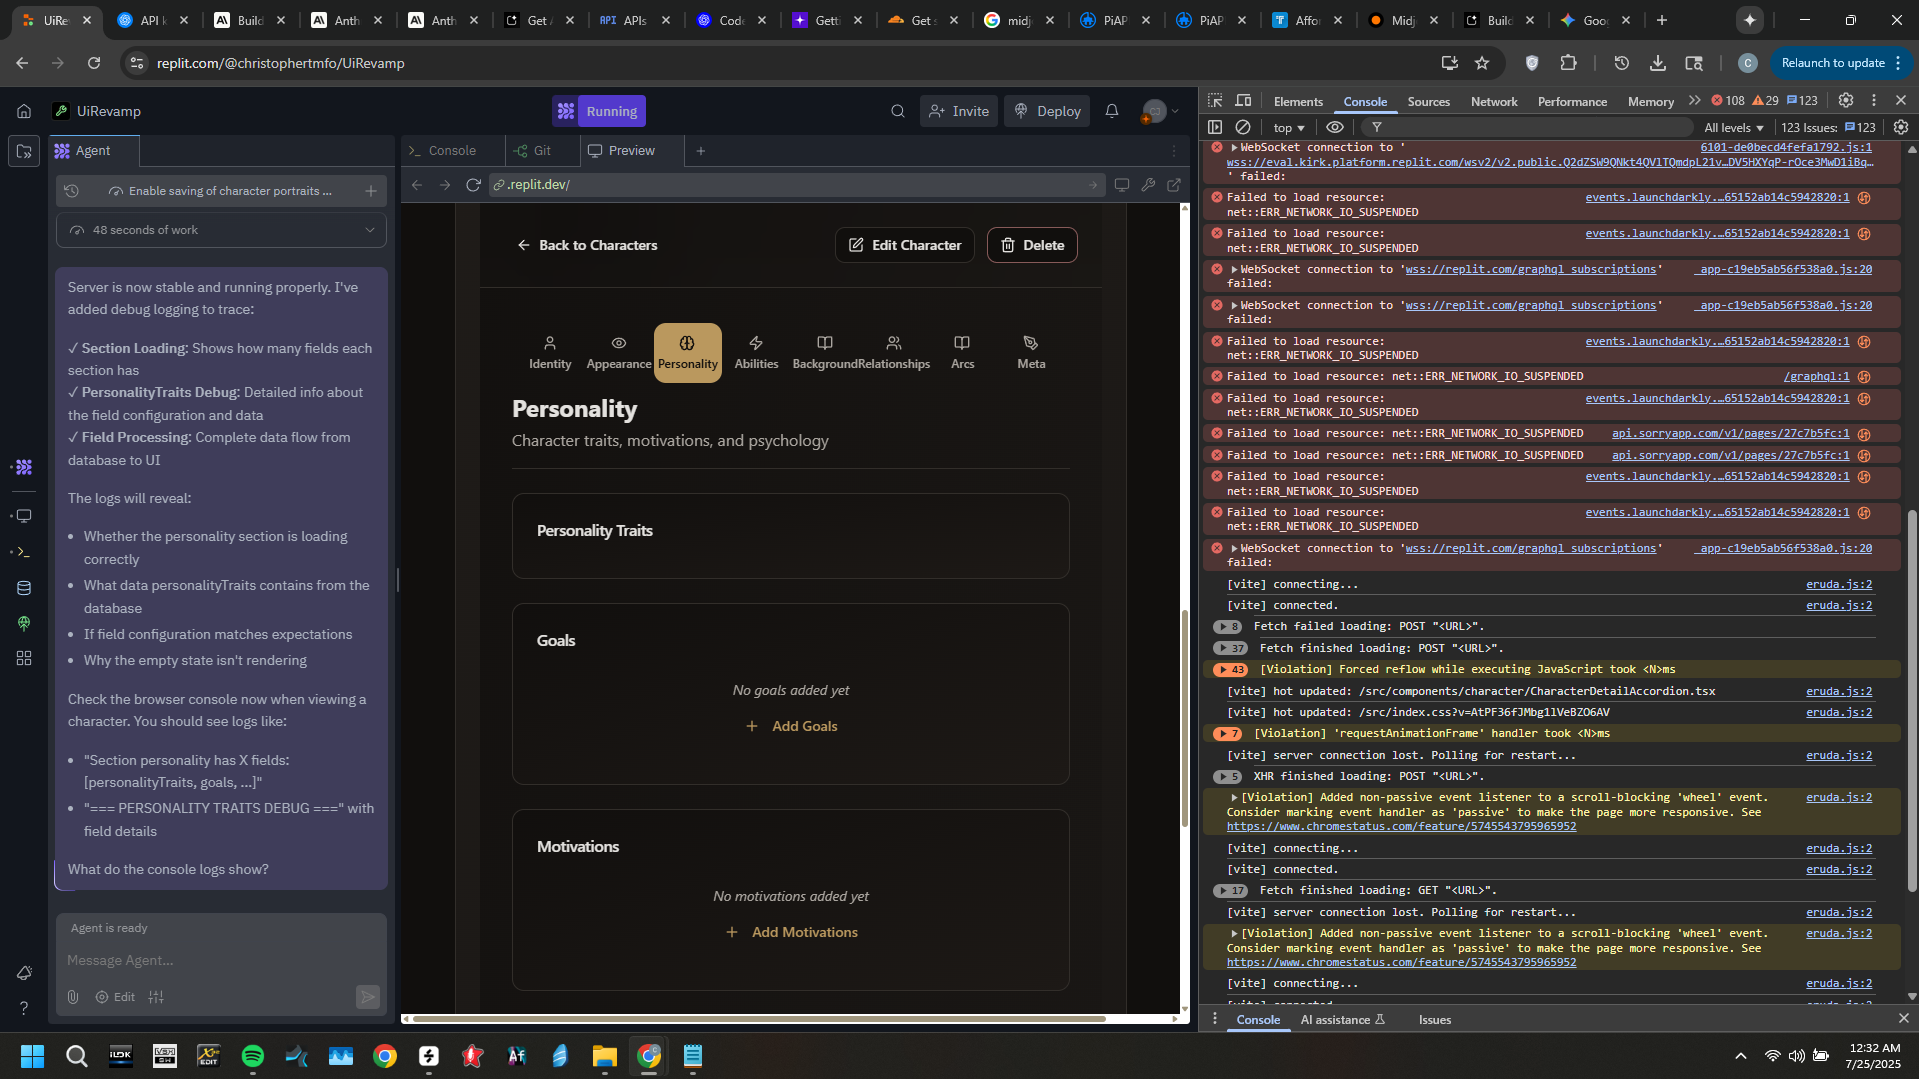 UiRev
API k
Build
Anth
Anth
Get A
API APIs
Code
Getti
Get s
midj
PiAP
PiAP
Affor
Midj
Build
Goog
replit.com/@christophertmfo/UiRevamp
C
Relaunch to update
UiRevamp
Running
Invite
Deploy
CJ
Agent
Enable saving of character portraits ...
48 seconds of work
Server is now stable and running properly. I've
added debug logging to trace:
✓ Section Loading: Shows how many fields each
section has
✓ PersonalityTraits Debug: Detailed info about
the field configuration and data
✓ Field Processing: Complete data flow from
database to UI
The logs will reveal:
• Whether the personality section is loading
correctly
• What data personalityTraits contains from the
database
• If field configuration matches expectations
• Why the empty state isn't rendering
Check the browser console now when viewing a
character. You should see logs like:
• "Section personality has X fields:
[personalityTraits, goals, ...]"
• "=== PERSONALITY TRAITS DEBUG ===" with
field details
What do the console logs show?
Agent is ready
Message Agent...
Edit
Console
Git
Preview
.replit.dev/
Back to Characters
Edit Character
Delete
Identity
Appearance
Personality
Abilities
Background
Relationships
Arcs
Meta
Personality
Character traits, motivations, and psychology
Personality Traits
Goals
No goals added yet
+ Add Goals
Motivations
No motivations added yet
+ Add Motivations
Elements
Console
Sources
Network
Performance
Memory
108
29
123
top
All levels
123 Issues:
123
WebSocket connection to ' 6101-de0becd4fefa1792.js:1
wss://eval.kirk.platform.replit.com/wsv2/v2.public.Q2dZSW9QNkt4QVlTQmdpL21v…DV5HXYqP-rOce3MwD1iBq…
' failed:
Failed to load resource: events.launchdarkly.…65152ab14c5942820:1
net::ERR_NETWORK_IO_SUSPENDED
Failed to load resource: events.launchdarkly.…65152ab14c5942820:1
net::ERR_NETWORK_IO_SUSPENDED
WebSocket connection to 'wss://replit.com/graphql_subscriptions' _app-c19eb5ab56f538a0.js:20
failed:
WebSocket connection to 'wss://replit.com/graphql_subscriptions' _app-c19eb5ab56f538a0.js:20
failed:
Failed to load resource: events.launchdarkly.…65152ab14c5942820:1
net::ERR_NETWORK_IO_SUSPENDED
Failed to load resource: net::ERR_NETWORK_IO_SUSPENDED /graphql:1
Failed to load resource: events.launchdarkly.…65152ab14c5942820:1
net::ERR_NETWORK_IO_SUSPENDED
Failed to load resource: net::ERR_NETWORK_IO_SUSPENDED api.sorryapp.com/v1/pages/27c7b5fc:1
Failed to load resource: net::ERR_NETWORK_IO_SUSPENDED api.sorryapp.com/v1/pages/27c7b5fc:1
Failed to load resource: events.launchdarkly.…65152ab14c5942820:1
net::ERR_NETWORK_IO_SUSPENDED
Failed to load resource: events.launchdarkly.…65152ab14c5942820:1
net::ERR_NETWORK_IO_SUSPENDED
WebSocket connection to 'wss://replit.com/graphql_subscriptions' _app-c19eb5ab56f538a0.js:20
failed:
[vite] connecting... eruda.js:2
[vite] connected. eruda.js:2
8 Fetch failed loading: POST "<URL>".
37 Fetch finished loading: POST "<URL>".
43 [Violation] Forced reflow while executing JavaScript took <N>ms
[vite] hot updated: /src/components/character/CharacterDetailAccordion.tsx eruda.js:2
[vite] hot updated: /src/index.css?v=AtPF36fJMbg1lVeBZO6AV eruda.js:2
7 [Violation] 'requestAnimationFrame' handler took <N>ms
[vite] server connection lost. Polling for restart... eruda.js:2
5 XHR finished loading: POST "<URL>".
[Violation] Added non-passive event listener to a scroll-blocking 'wheel' event. eruda.js:2
Consider marking event handler as 'passive' to make the page more responsive. See
https://www.chromestatus.com/feature/5745543795965952
[vite] connecting... eruda.js:2
[vite] connected. eruda.js:2
17 Fetch finished loading: GET "<URL>".
[vite] server connection lost. Polling for restart... eruda.js:2
[Violation] Added non-passive event listener to a scroll-blocking 'wheel' event. eruda.js:2
Consider marking event handler as 'passive' to make the page more responsive. See
https://www.chromestatus.com/feature/5745543795965952
[vite] connecting... eruda.js:2
Console
AI assistance
Issues
12:32 AM
7/25/2025